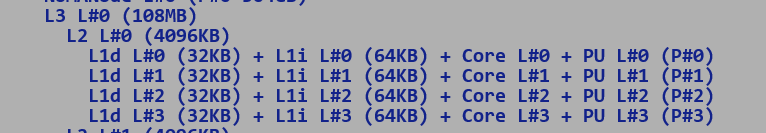 L3 L#0 (108MB)
L2 L#0 (4096KB)
L1d L#0 (32KB) + L1i L#0 (64KB) + Core L#0 + PU L#0 (P#0)
L1d L#1 (32KB) + L1i L#1 (64KB) + Core L#1 + PU L#1 (P#1)
L1d L#2 (32KB) + L1i L#2 (64KB) + Core L#2 + PU L#2 (P#2)
L1d L#3 (32KB) + L1i L#3 (64KB) + Core L#3 + PU L#3 (P#3)
L2 L#1 (4096KB)